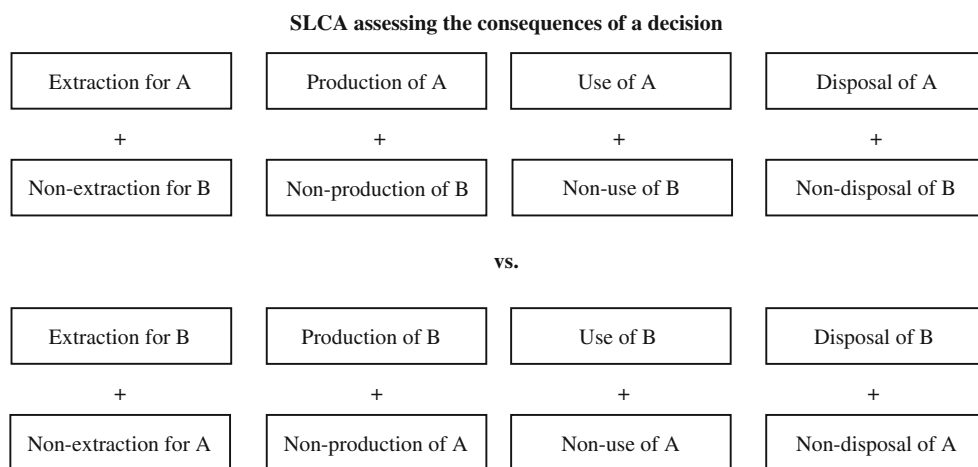 SLCA assessing the consequences of a decision
Extraction for A Production of A Use of A Disposal of A
+ + + +
Non-extraction for B Non-production of B Non-use of B Non-disposal of B
vs.
Extraction for B Production of B Use of B Disposal of B
+ + + +
Non-extraction for A Non-production of A Non-use of A Non-disposal of A